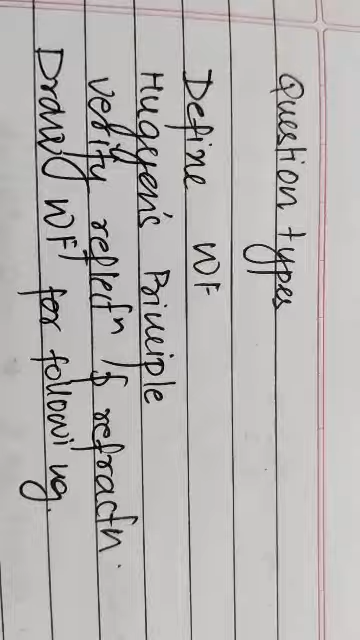 Question types
Define WF
Huygen's Principle
verify reflectn / & refractn.
Draw WF for following.